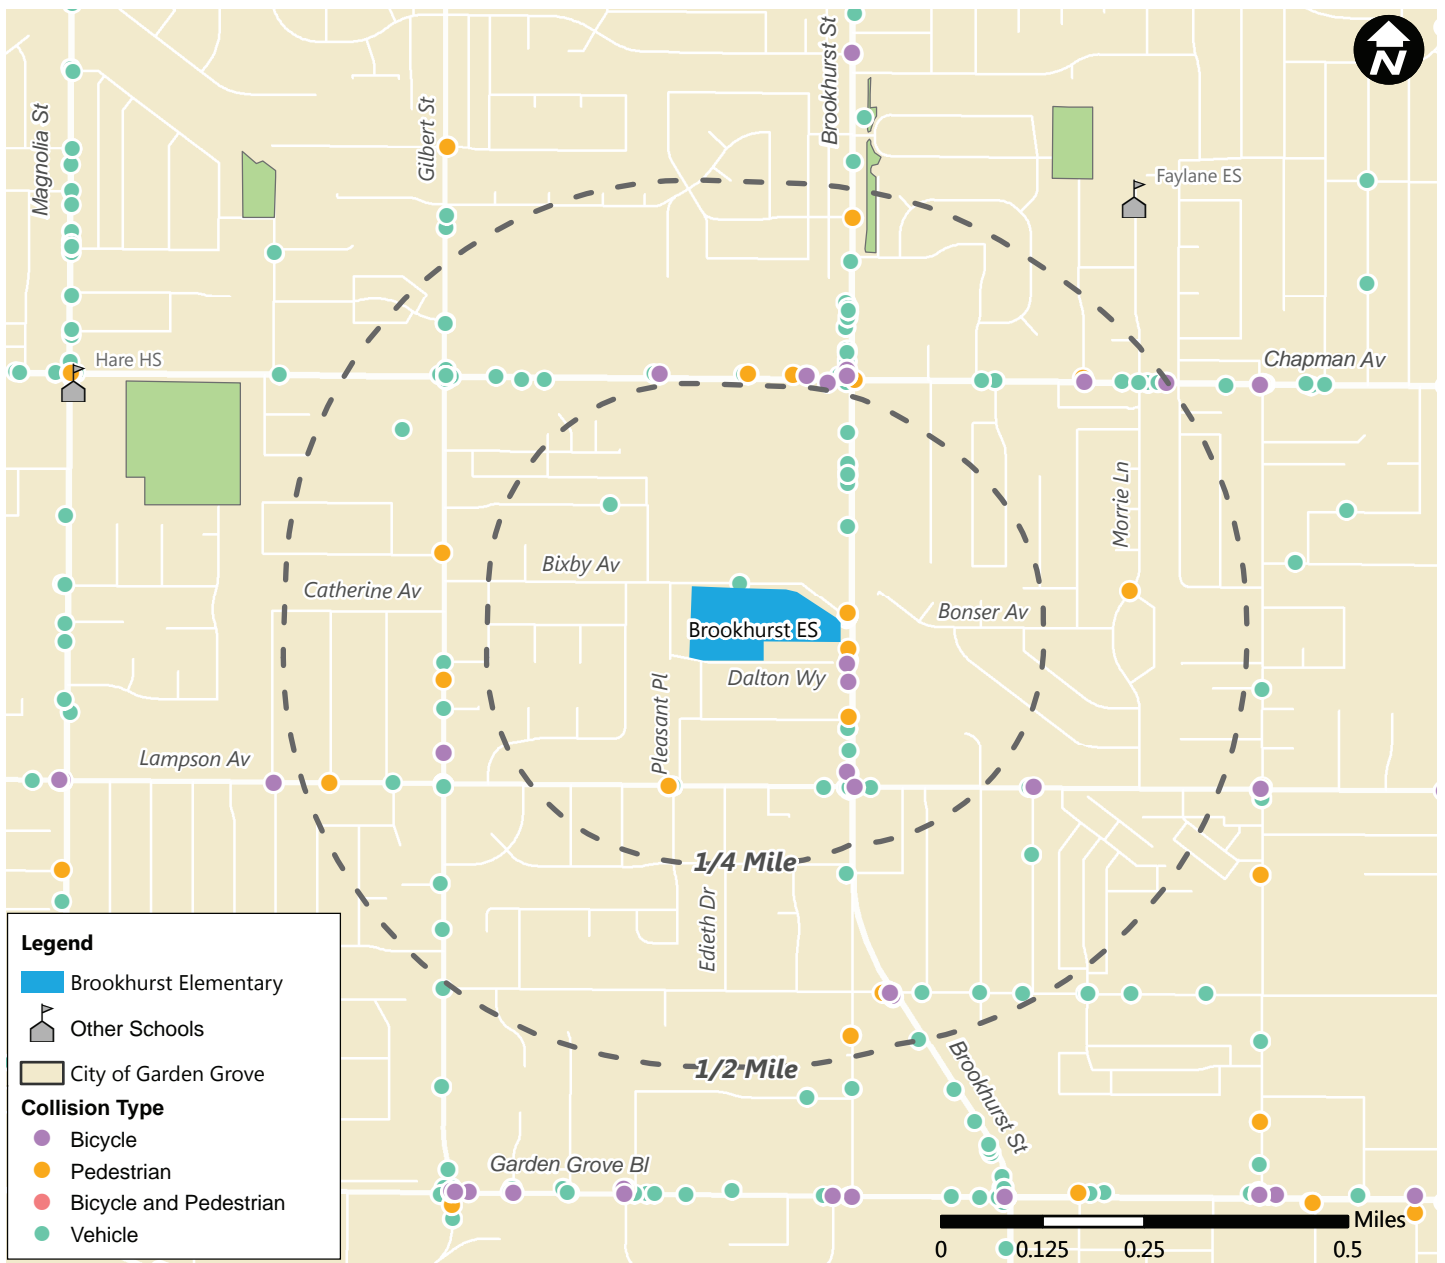 Brookhurst St
N
Magnolia St
Gilbert St
Faylane ES
Hare HS
Chapman Av
Morrie Ln
Bixby Av
Catherine Av
Bonser Av
Brookhurst ES
Dalton Wy
Pleasant Pl
Lampson Av
1/4 Mile
Edieth Dr
1/2 Mile
Brookhurst St
Garden Grove Bl
Legend
Brookhurst Elementary
Other Schools
City of Garden Grove
Collision Type
Bicycle
Pedestrian
Bicycle and Pedestrian
Vehicle
Miles
0 0.125 0.25 0.5